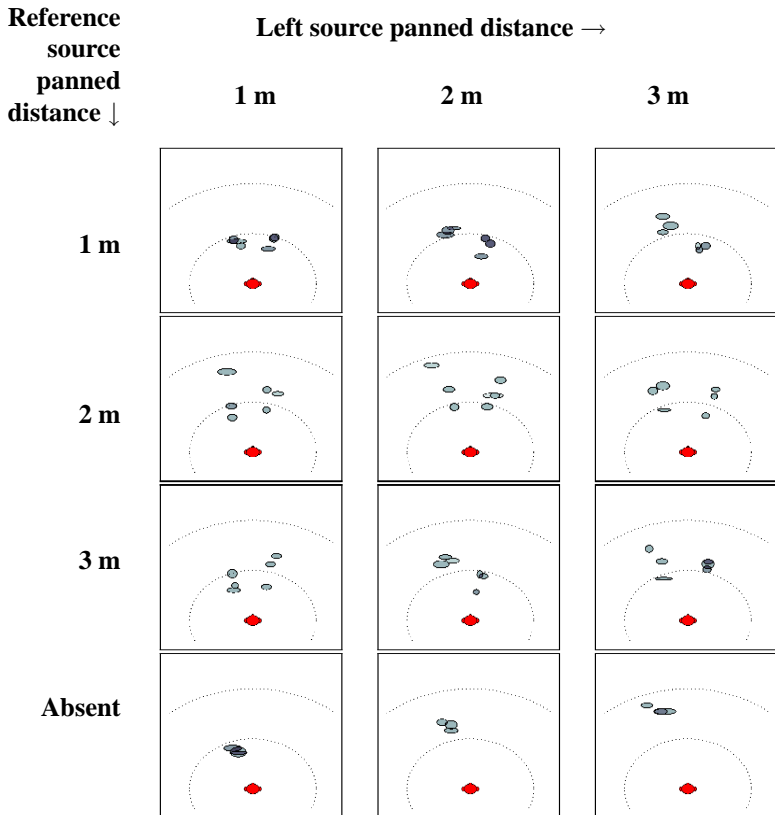 Reference
source
panned
distance ↓
Left source panned distance →
1 m
2 m
3 m
1 m
2 m
3 m
Absent